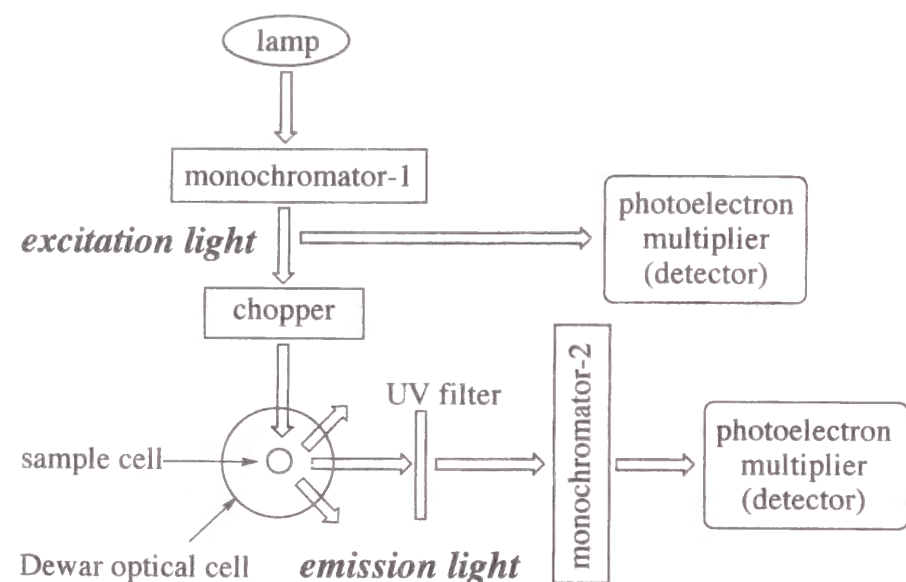 lamp
monochromator-1
excitation light
photoelectron
multiplier
(detector)
chopper
UV filter
monochromator-2
photoelectron
multiplier
(detector)
sample cell
Dewar optical cell
emission light